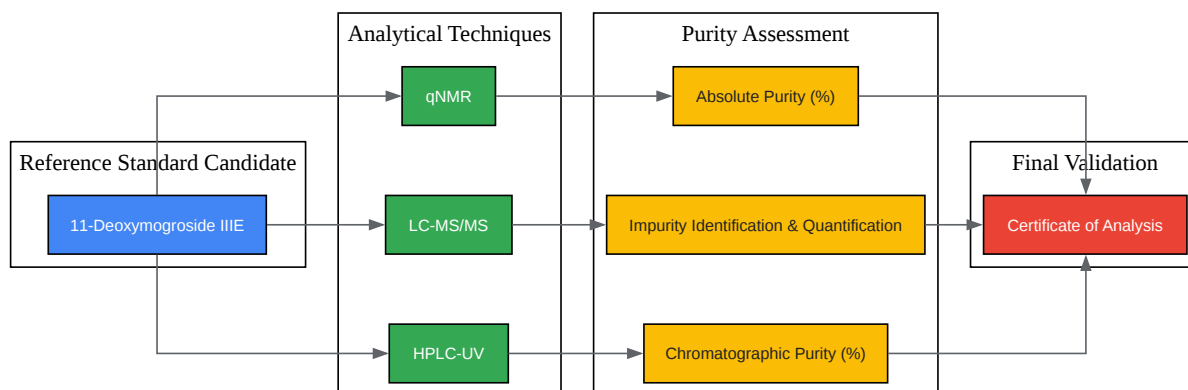 Analytical Techniques
Purity Assessment
qNMR
Absolute Purity (%)
Reference Standard Candidate
Final Validation
11-Deoxymogroside IIIE
LC-MS/MS
Impurity Identification & Quantification
Certificate of Analysis
HPLC-UV
Chromatographic Purity (%)